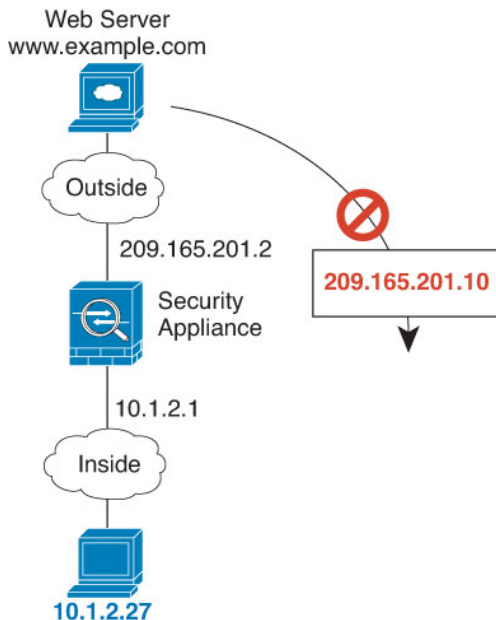 Web Server
www.example.com
Outside
209.165.201.2
209.165.201.10
Security
Appliance
10.1.2.1
Inside
10.1.2.27